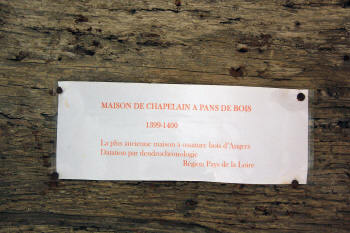 MAISON DE CHAPELAIN A PANS DE BOIS
1399-1400
La plus ancienne maison à ossature bois d'Angers
Datation par dendrochronologie
Région Pays de la Loire